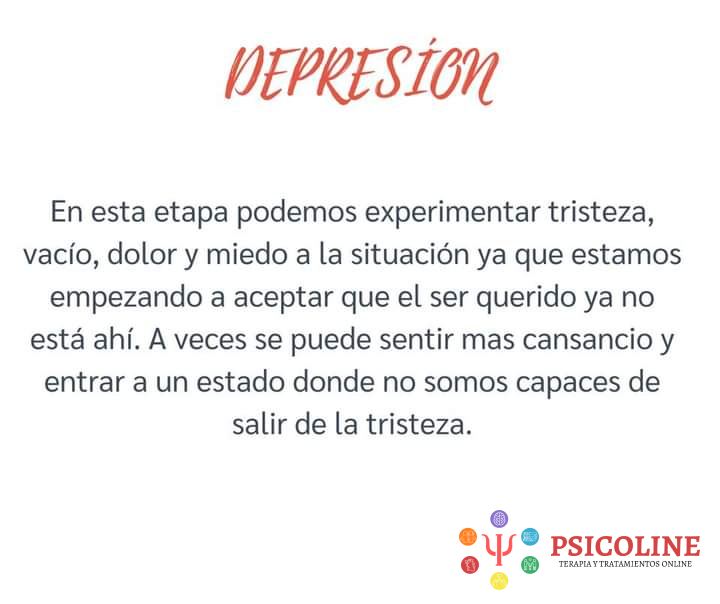 DEPRESIÓN
En esta etapa podemos experimentar tristeza,
vacío, dolor y miedo a la situación ya que estamos
empezando a aceptar que el ser querido ya no
está ahí. A veces se puede sentir mas cansancio y
entrar a un estado donde no somos capaces de
salir de la tristeza.
Ψ
PSICOLINE
TERAPIA Y TRATAMIENTOS ONLINE